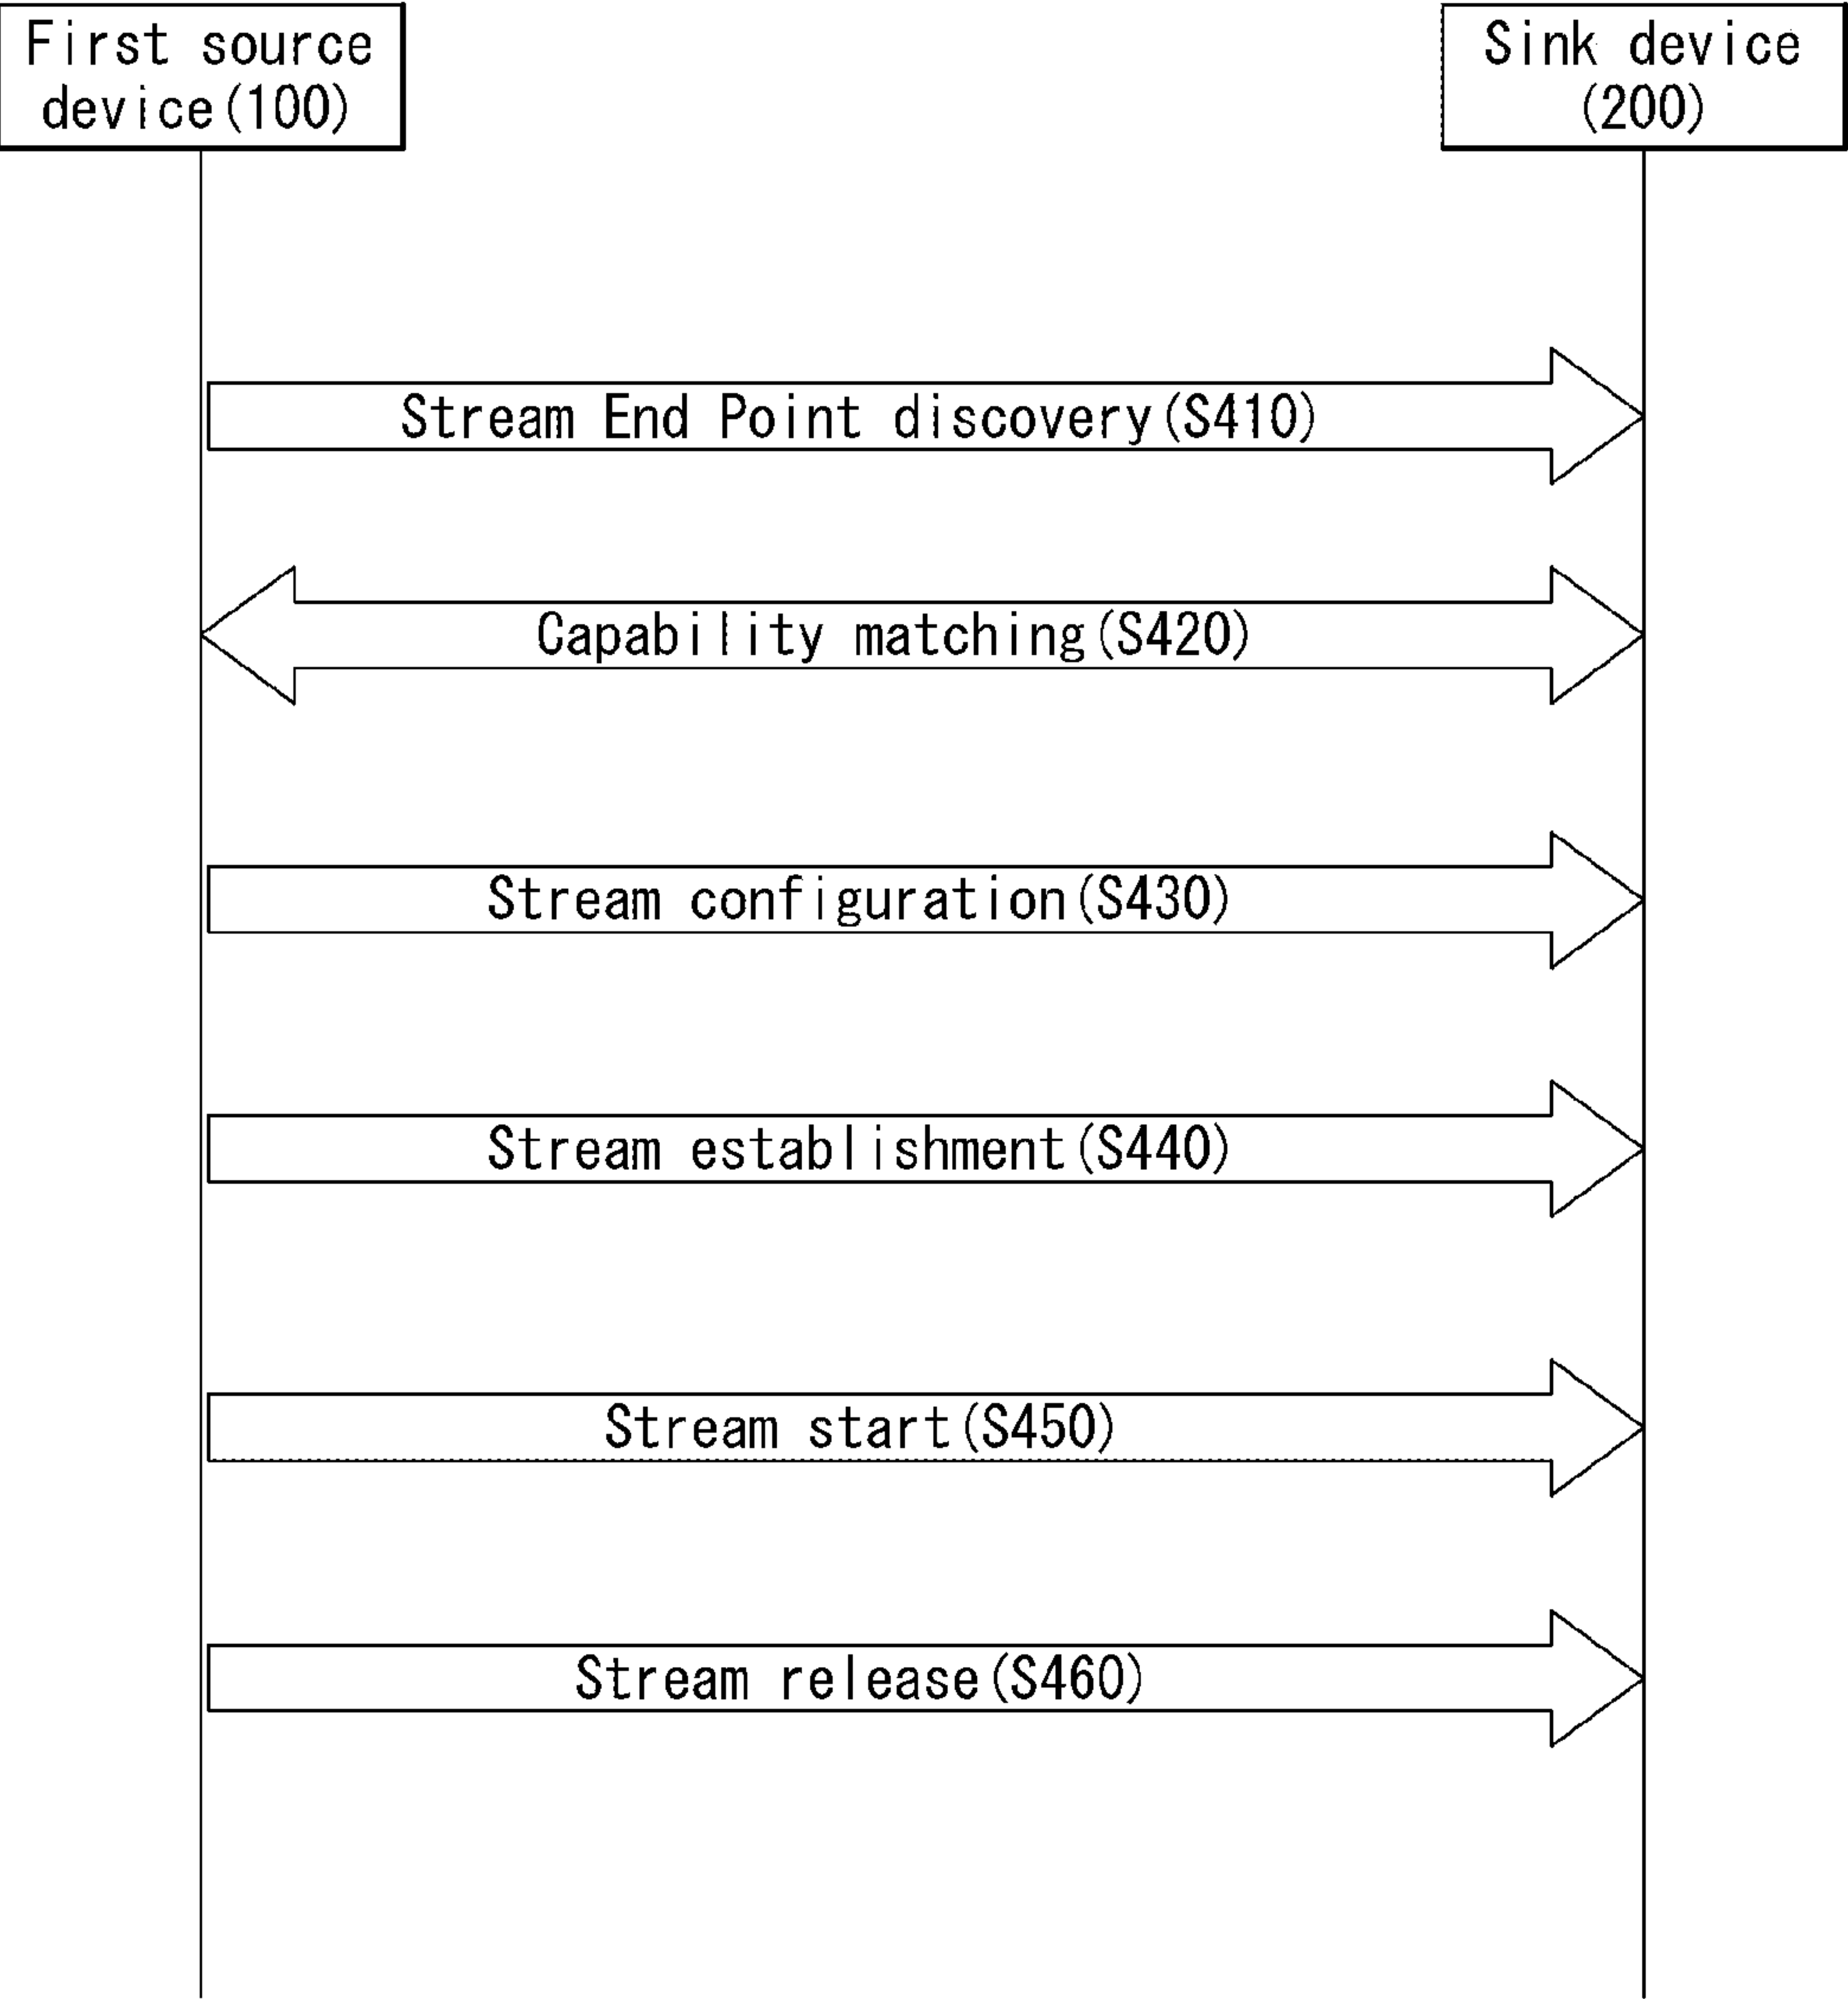 First source
device(100)
Sink device
(200)
Stream End Point discovery(S410)
Capability matching(S420)
Stream configuration(S430)
Stream establishment(S440)
Stream start(S450)
Stream release(S460)